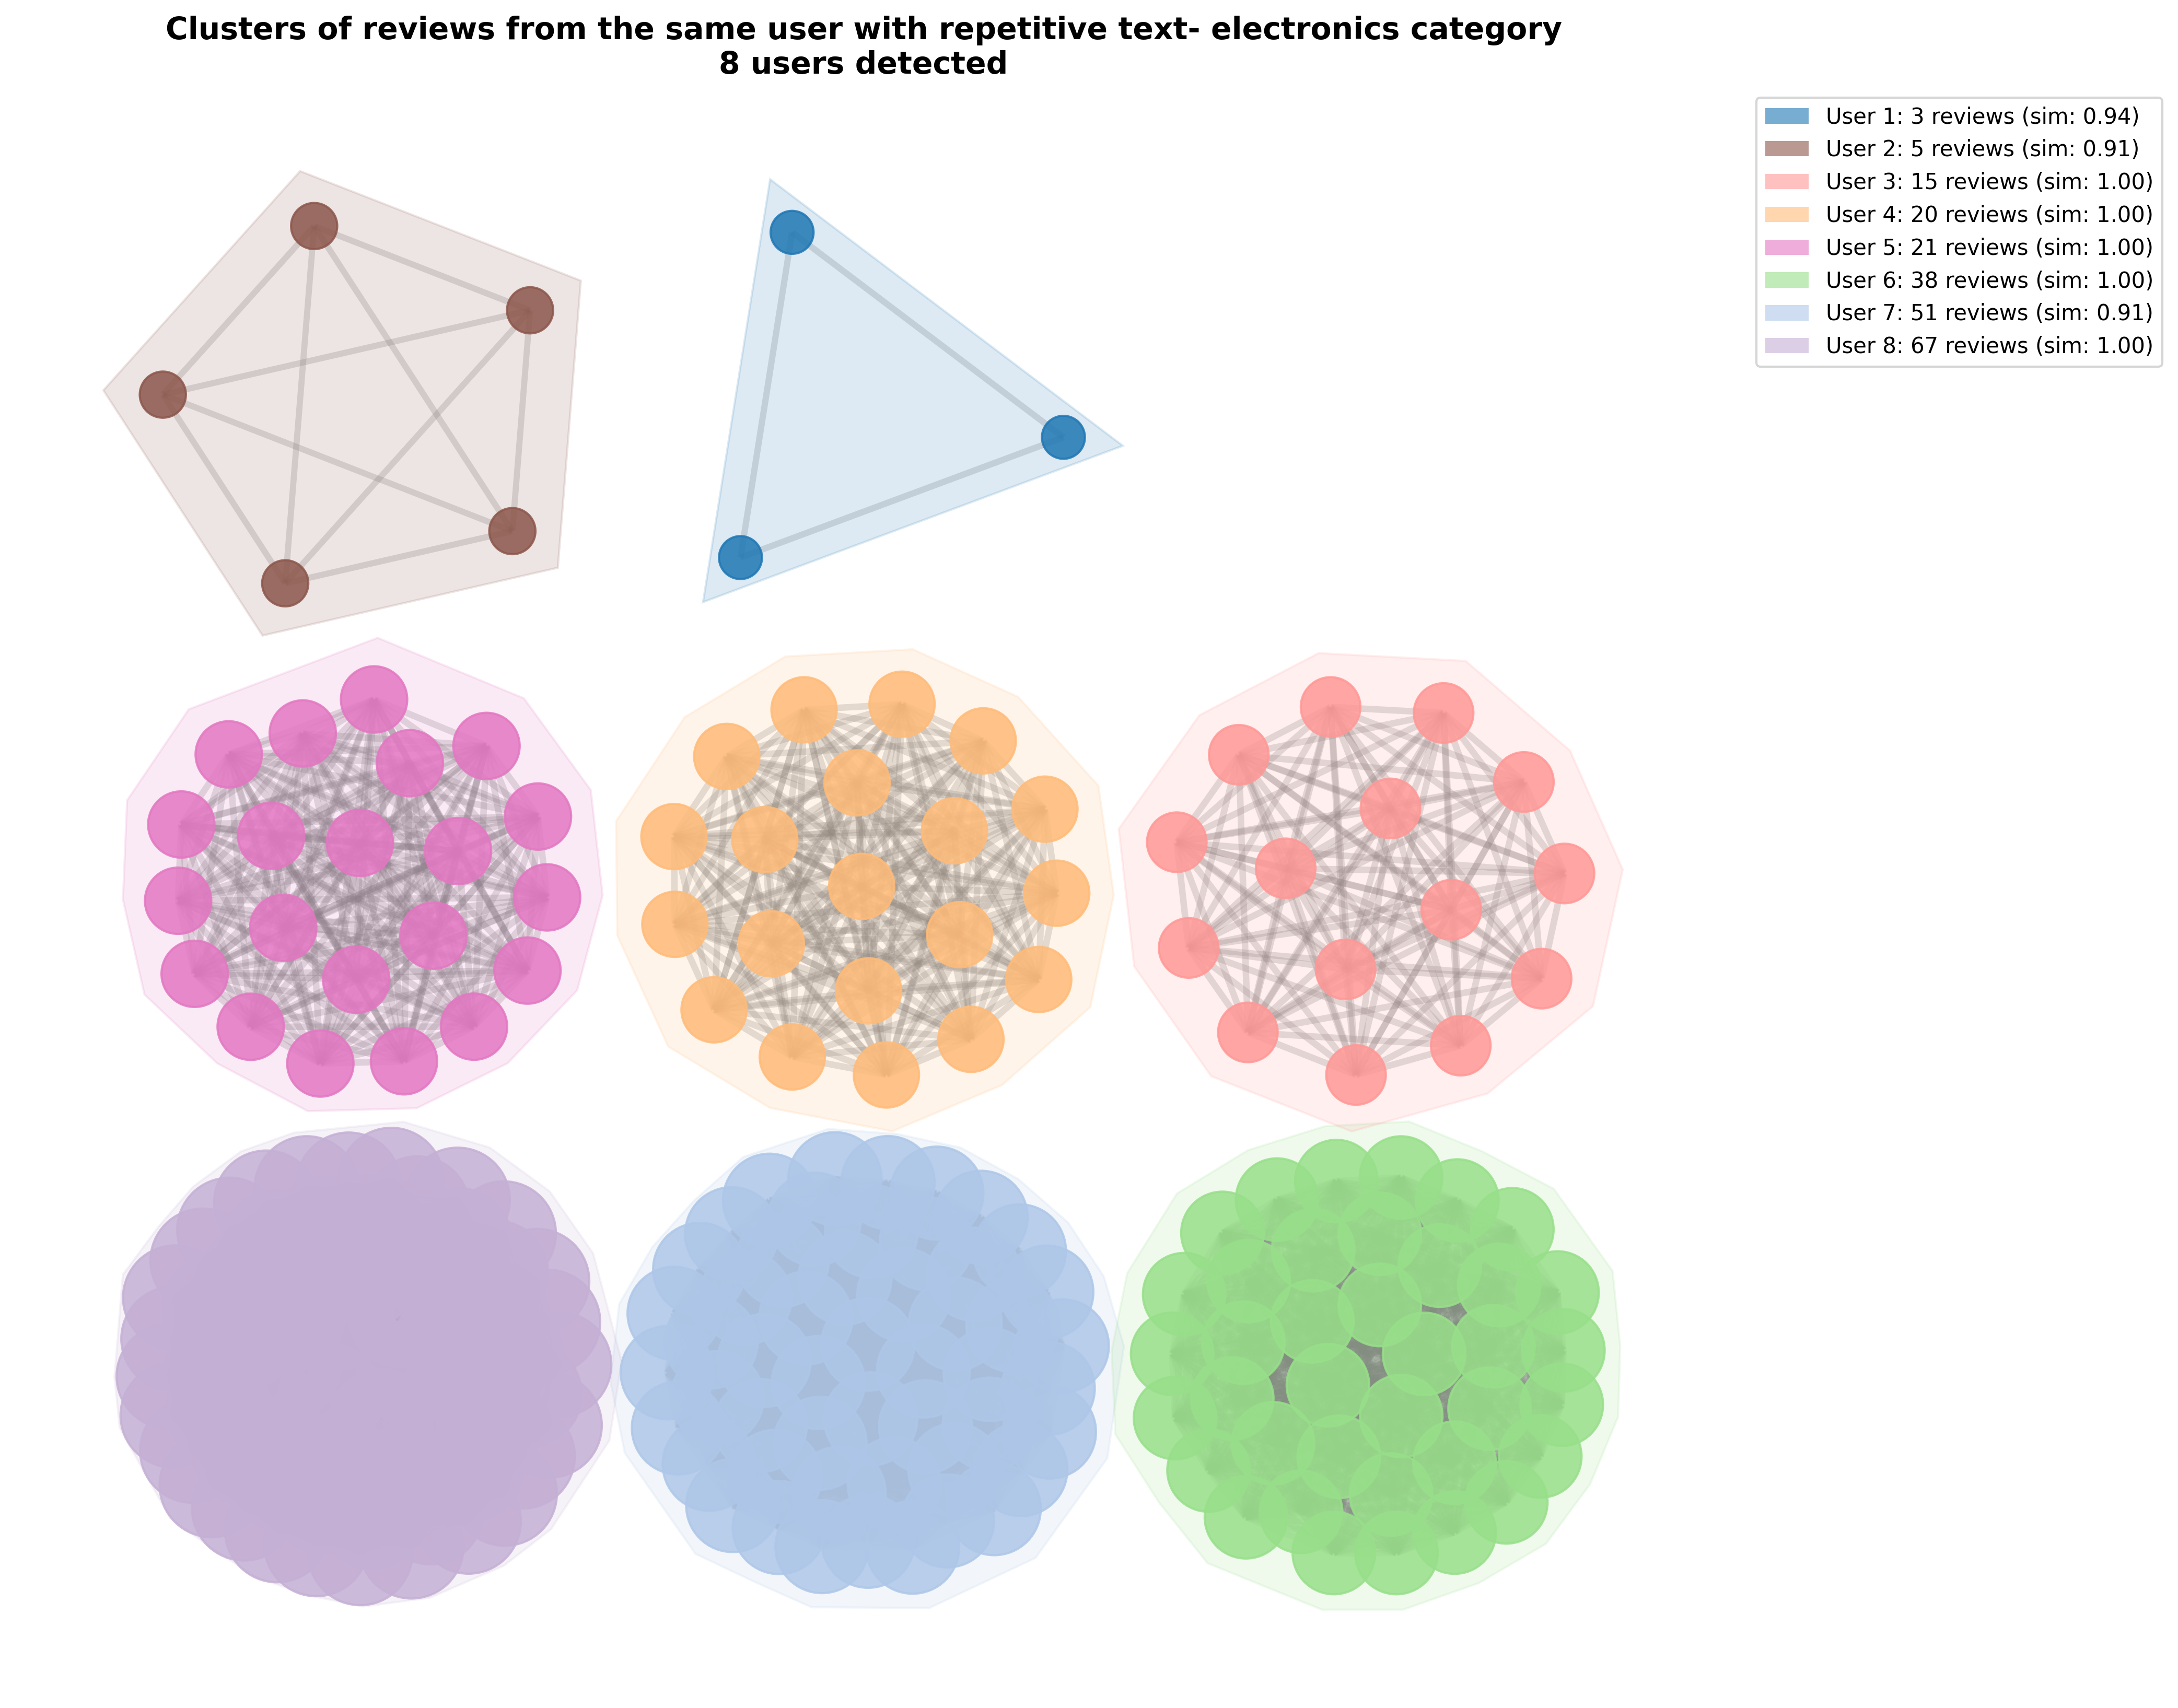 Clusters of reviews from the same user with repetitive text- electronics category
8 users detected
User 1: 3 reviews (sim: 0.94)
User 2: 5 reviews (sim: 0.91)
User 3: 15 reviews (sim: 1.00)
User 4: 20 reviews (sim: 1.00)
User 5: 21 reviews (sim: 1.00)
User 6: 38 reviews (sim: 1.00)
User 7: 51 reviews (sim: 0.91)
User 8: 67 reviews (sim: 1.00)